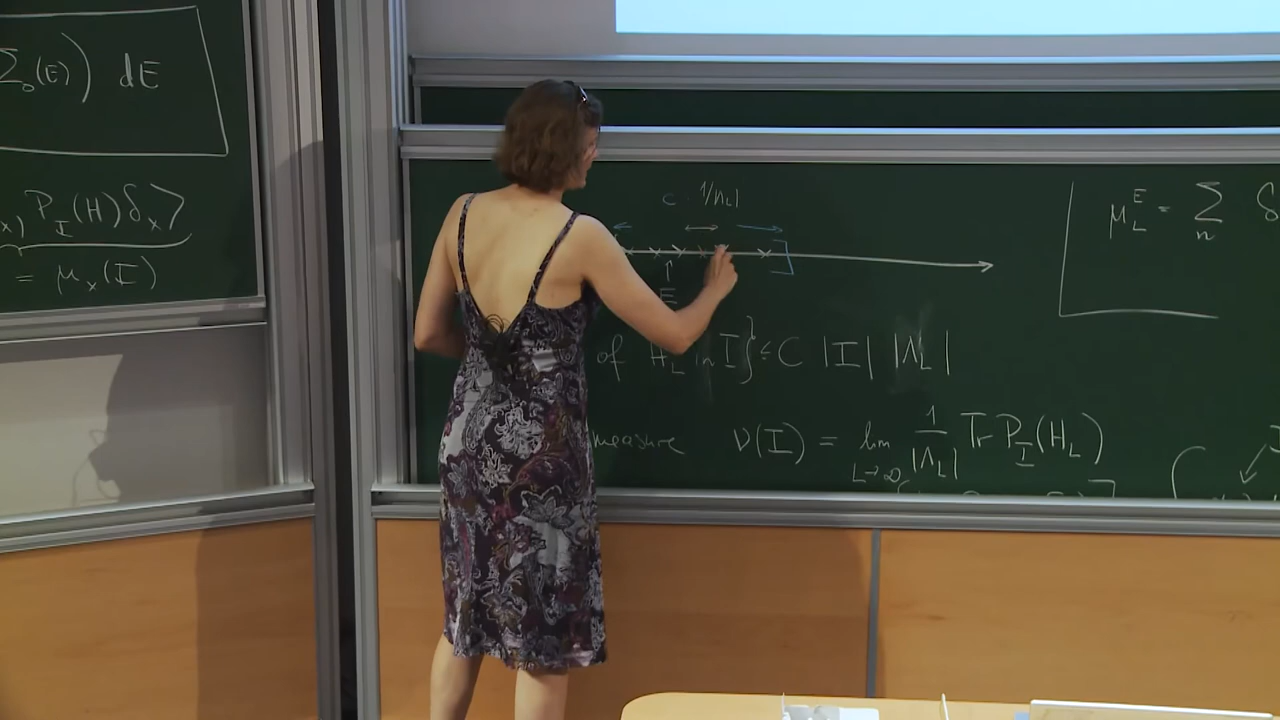 Σ₀(E)) dE
P_I(H) δ_x⟩
= μ_x(I)
C 1/|Λ_L|
E
of H_L in I} ≤ C |I| |Λ_L|
measure ν(I) = lim_{L→∞} 1/|Λ_L| Tr P_I(H_L)
μ_L^E = Σ_n δ